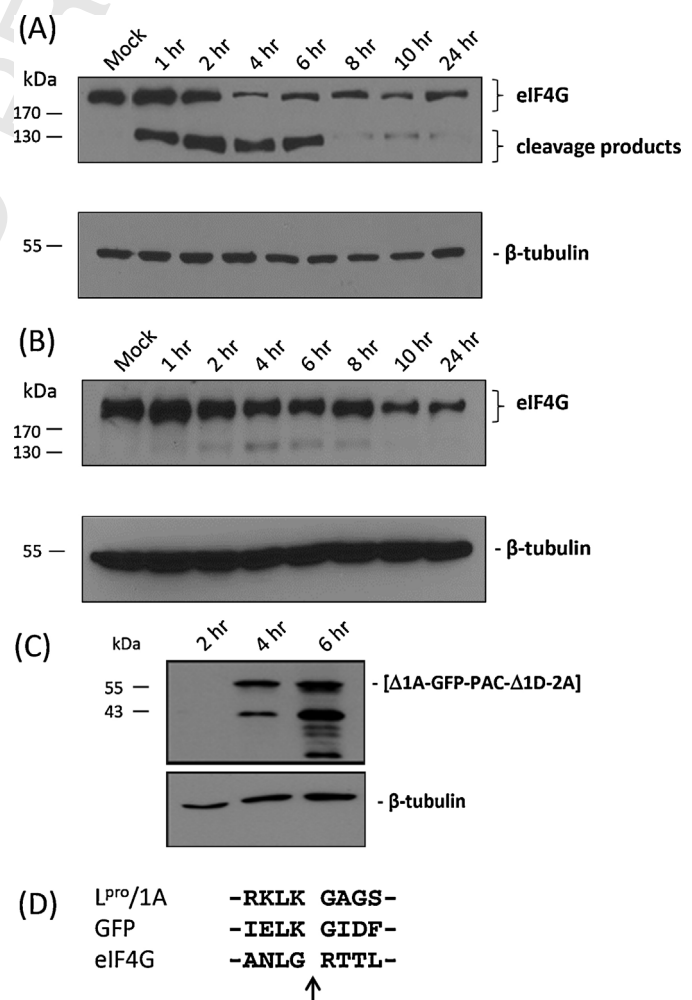 (A)
Mock 1 hr 2 hr 4 hr 6 hr 8 hr 10 hr 24 hr
kDa
eIF4G
170
130
cleavage products
55
- β-tubulin
(B)
Mock 1 hr 2 hr 4 hr 6 hr 8 hr 10 hr 24 hr
kDa
eIF4G
170
130
55
- β-tubulin
(C)
kDa 2 hr 4 hr 6 hr
55
- [Δ1A-GFP-PAC-Δ1D-2A]
43
- β-tubulin
(D)
Lᵖʳᵒ/1A -RKLK GAGS-
GFP -IELK GIDF-
eIF4G -ANLG RTTL-